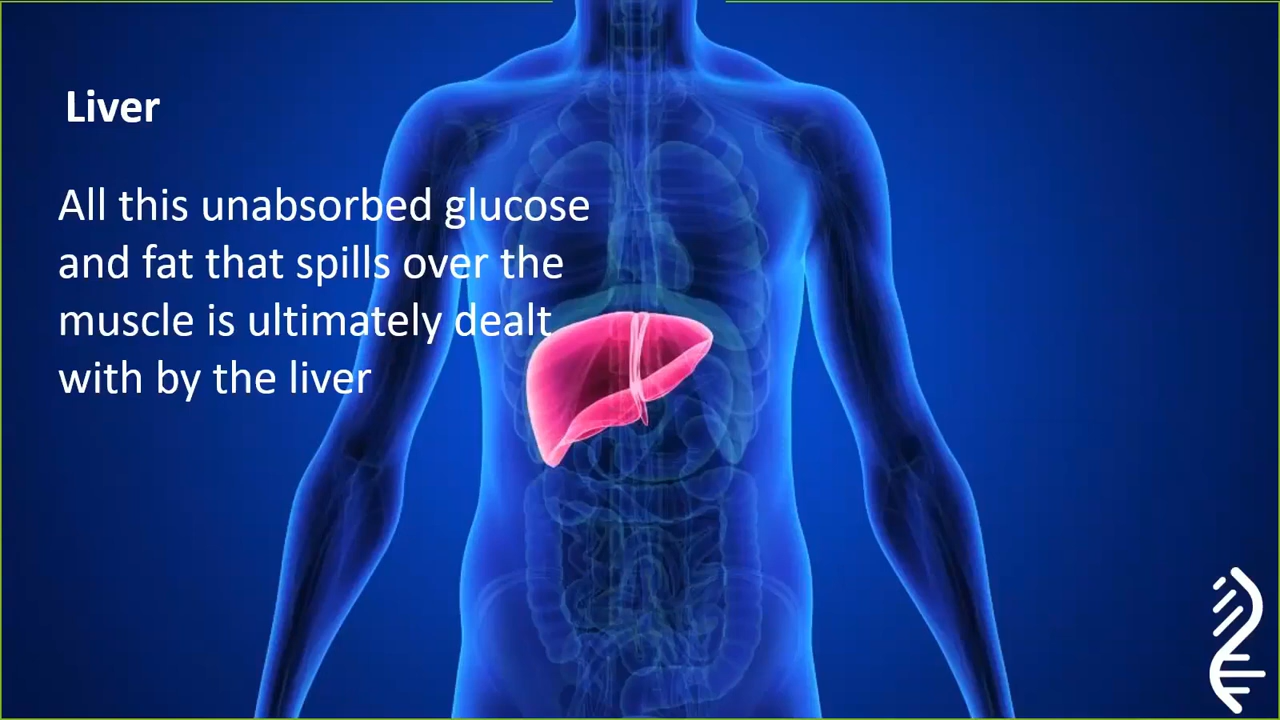 Liver
All this unabsorbed glucose
and fat that spills over the
muscle is ultimately dealt
with by the liver